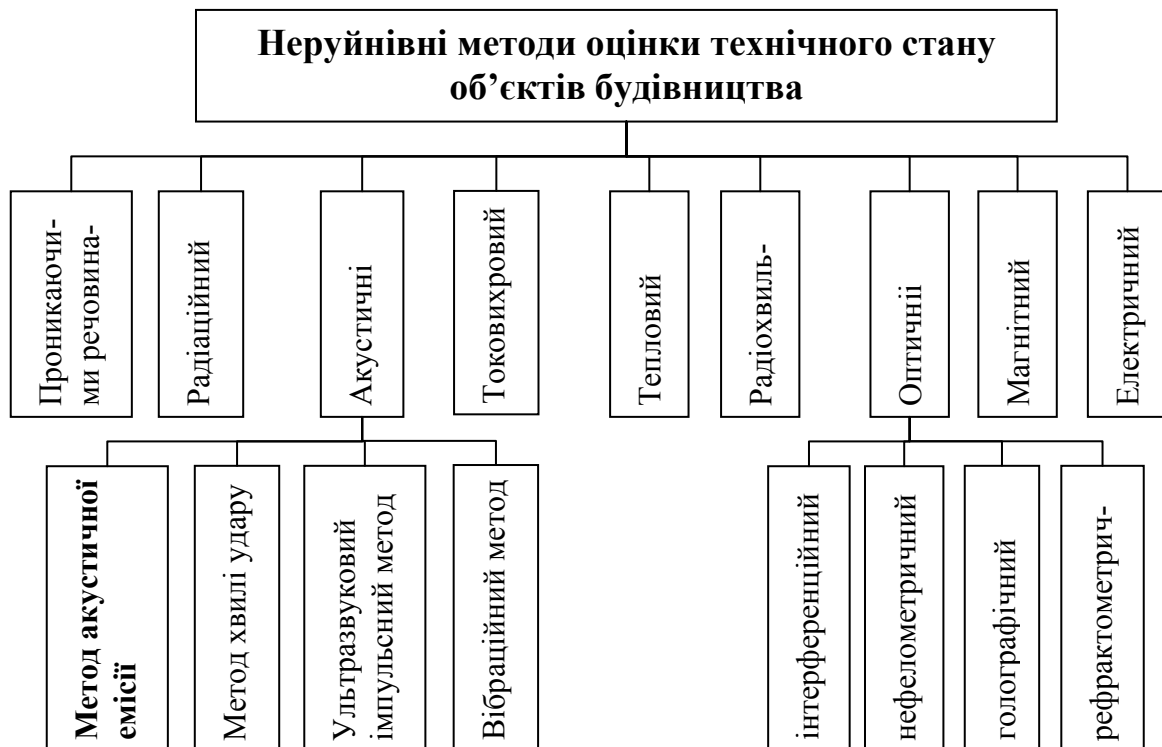 Неруйнівні методи оцінки технічного стану
об’єктів будівництва
Проникаючи-
ми речовина-
Радіаційний
Акустичні
Токовихровий
Тепловий
Радіохвиль-
Оптичніі
Магнітний
Електричний
Метод акустичної
емісії
Метод хвилі удару
Ультразвуковий
імпульсний метод
Вібраційний метод
інтерференційний
нефелометричний
голографічний
рефрактометрич-